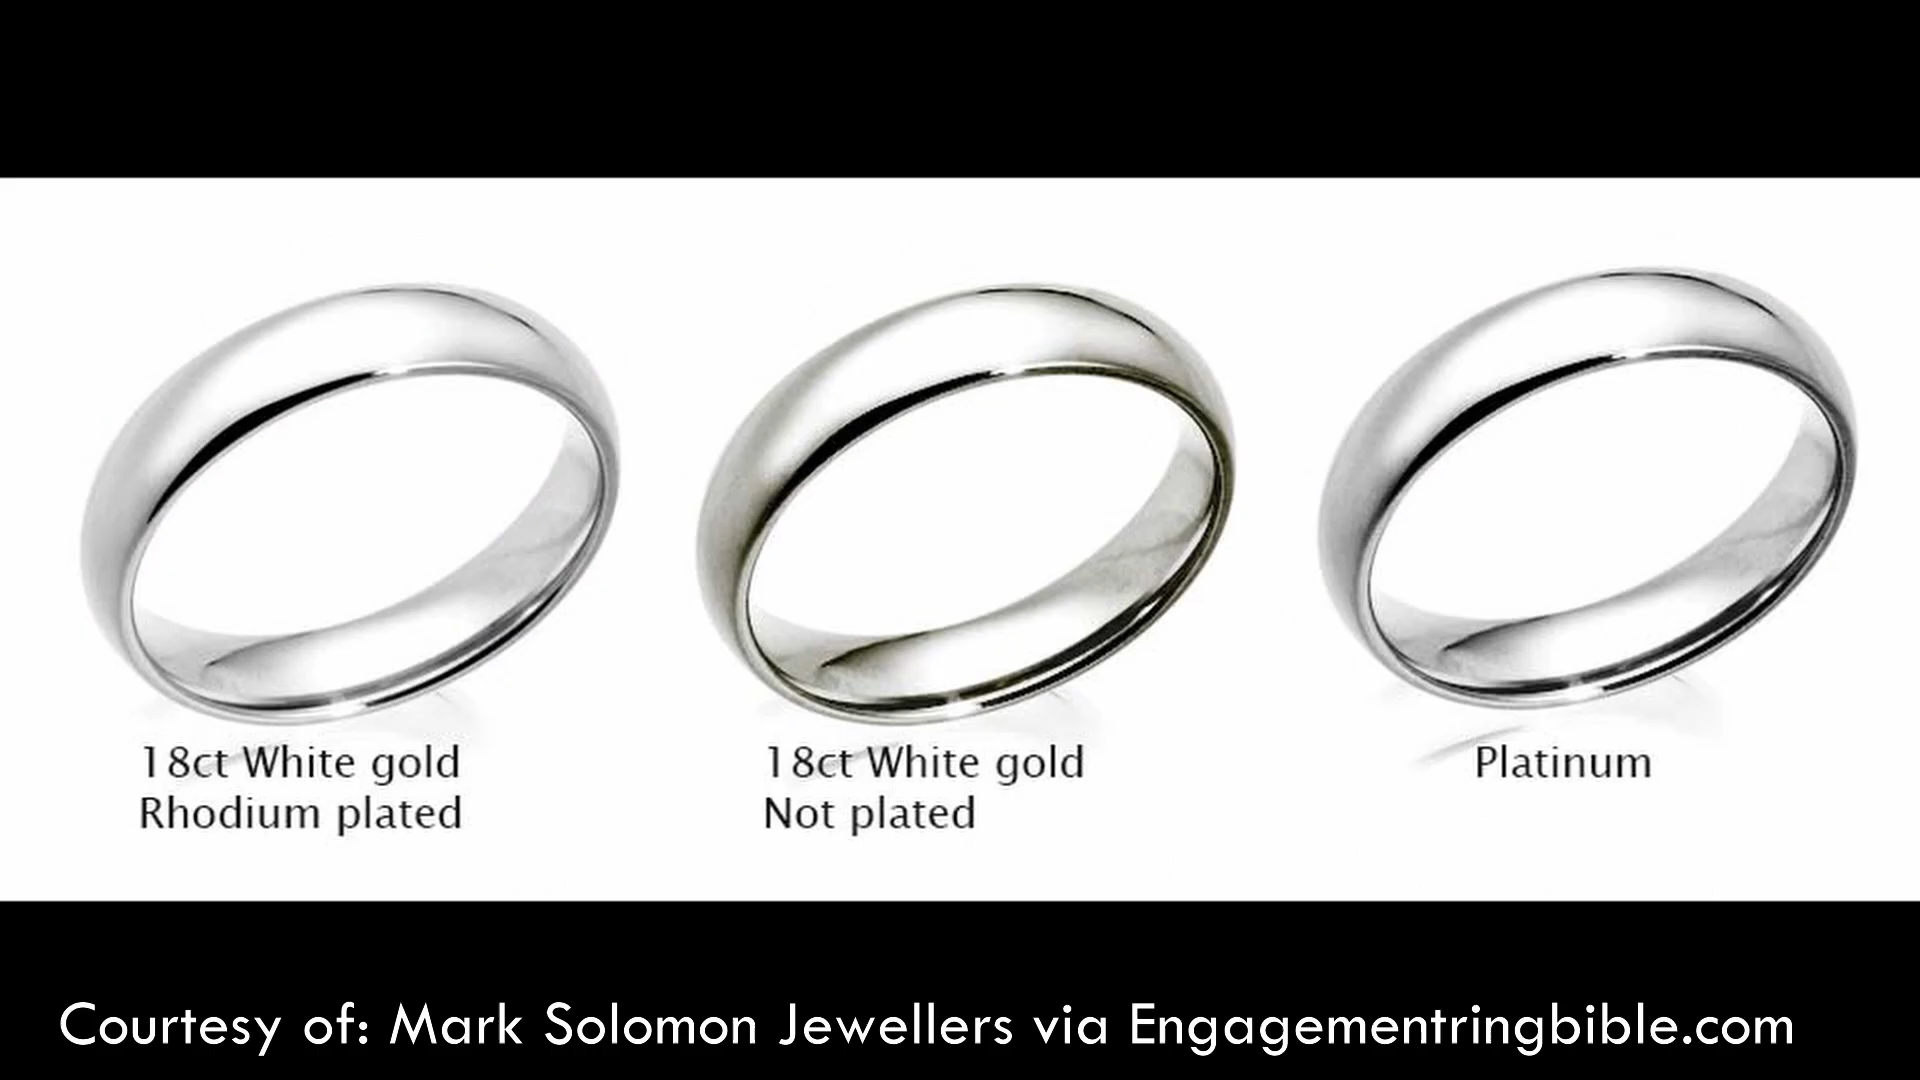 18ct White gold
Rhodium plated
18ct White gold
Not plated
Platinum
Courtesy of: Mark Solomon Jewellers via Engagementringbible.com